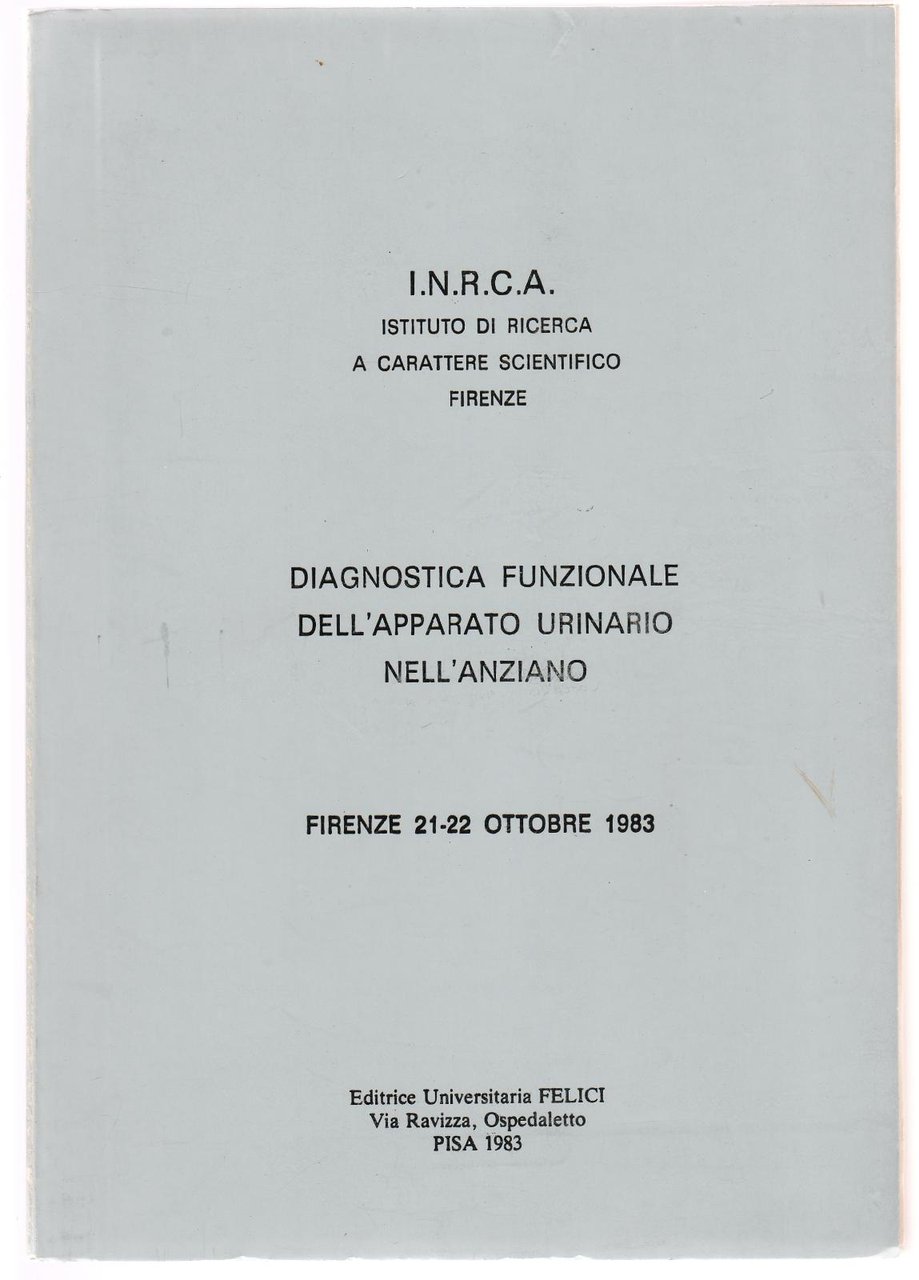 I.N.R.C.A.
ISTITUTO DI RICERCA
A CARATTERE SCIENTIFICO
FIRENZE
DIAGNOSTICA FUNZIONALE
DELL'APPARATO URINARIO
NELL'ANZIANO
FIRENZE 21-22 OTTOBRE 1983
Editrice Universitaria FELICI
Via Ravizza, Ospedaletto
PISA 1983